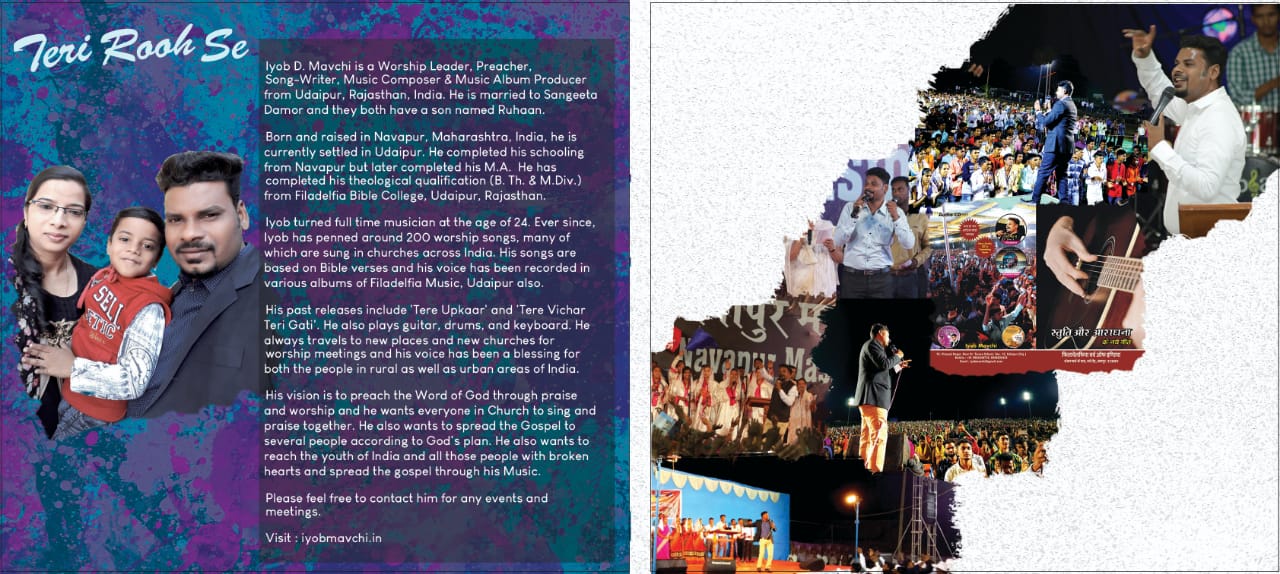 Teri Rooh Se
Iyob D. Mavchi is a Worship Leader, Preacher,
Song-Writer, Music Composer & Music Album Producer
from Udaipur, Rajasthan, India. He is married to Sangeeta
Damor and they both have a son named Ruhaan.
Born and raised in Navapur, Maharashtra, India, he is
currently settled in Udaipur. He completed his schooling
from Navapur but later completed his M.A. He has
completed his theological qualification (B. Th. & M.Div.)
from Filadelfia Bible College, Udaipur, Rajasthan.
Iyob turned full time musician at the age of 24. Ever since,
Iyob has penned around 200 worship songs, many of
which are sung in churches across India. His songs are
based on Bible verses and his voice has been recorded in
various albums of Filadelfia Music, Udaipur also.
His past releases include 'Tere Upkaar' and 'Tere Vichar
Teri Gati'. He also plays guitar, drums, and keyboard. He
always travels to new places and new churches for
worship meetings and his voice has been a blessing for
both the people in rural as well as urban areas of India.
His vision is to preach the Word of God through praise
and worship and he wants everyone in Church to sing and
praise together. He also wants to spread the Gospel to
several people according to God's plan. He also wants to
reach the youth of India and all those people with broken
hearts and spread the gospel through his Music.
Please feel free to contact him for any events and
meetings.
Visit : iyobmavchi.in
SELI
Audio CD
स्तुति और आराधना
के नये गीत
Iyob Mavchi
Navapur Ma